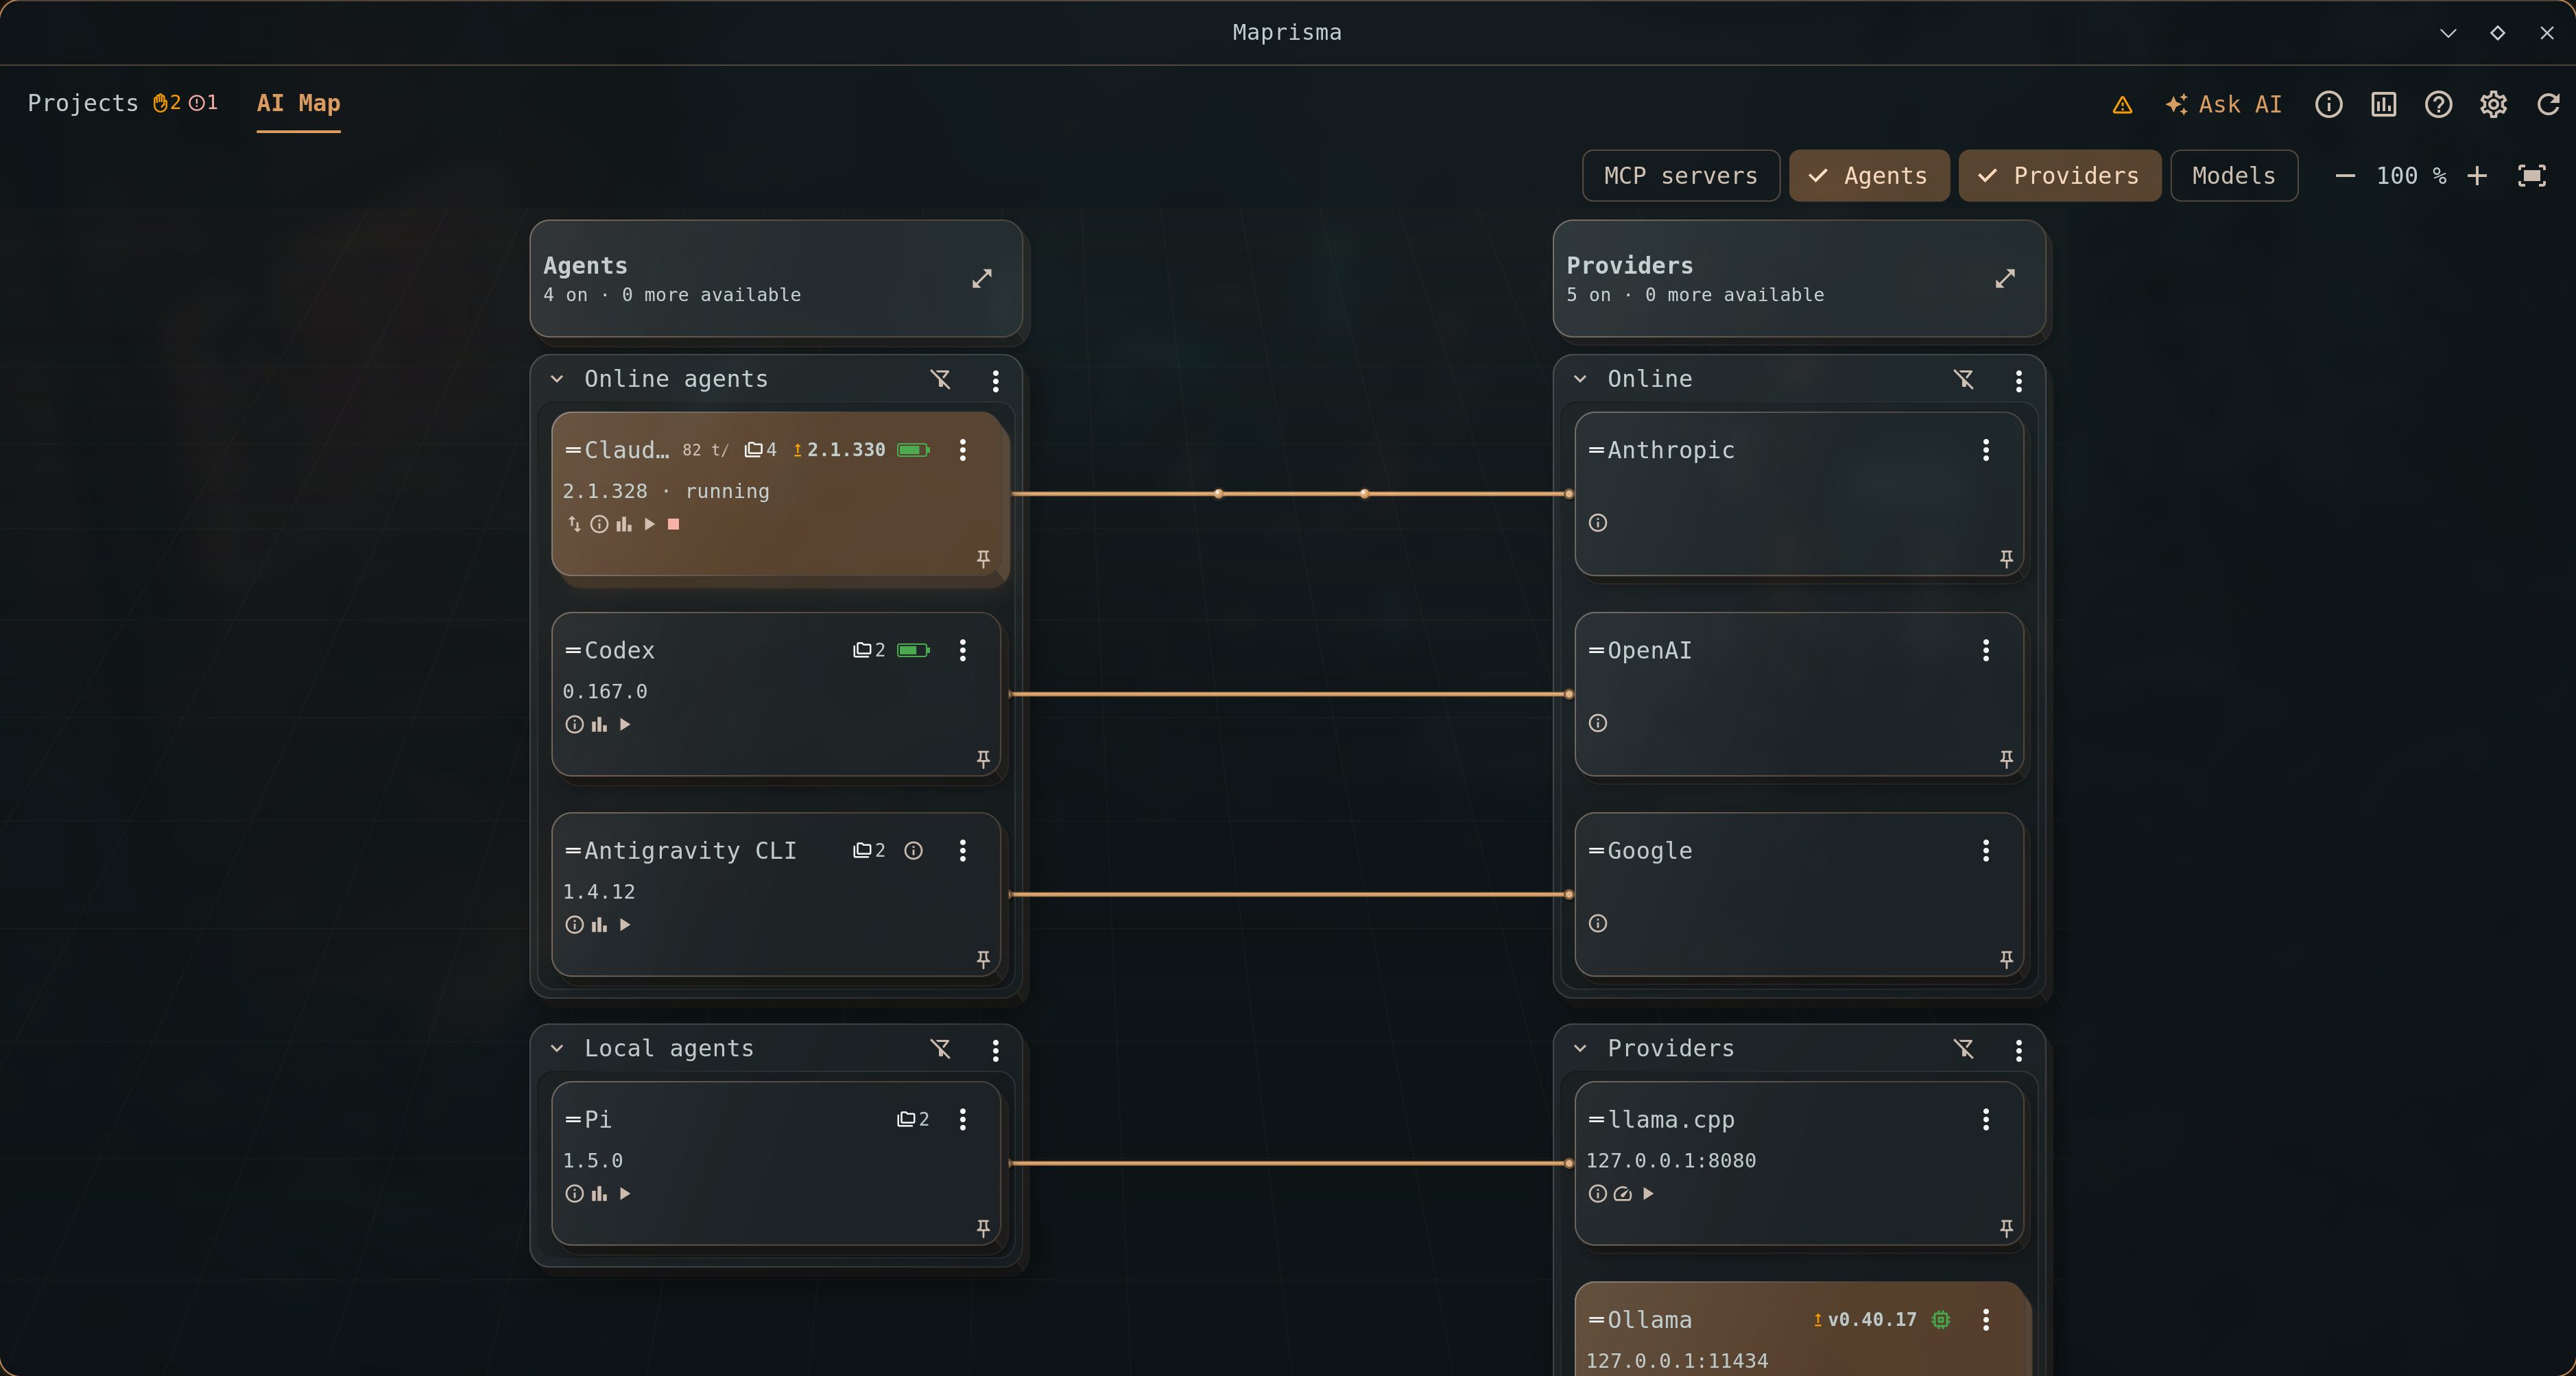 Maprisma
Projects 2 1 AI Map
Ask AI
MCP servers Agents Providers Models 100 %
Agents
4 on · 0 more available
Online agents
Claud… 82 t/ 4 2.1.330
2.1.328 · running
Codex 2
0.167.0
Antigravity CLI 2
1.4.12
Local agents
Pi 2
1.5.0
Providers
5 on · 0 more available
Online
Anthropic
OpenAI
Google
Providers
llama.cpp
127.0.0.1:8080
Ollama v0.40.17
127.0.0.1:11434